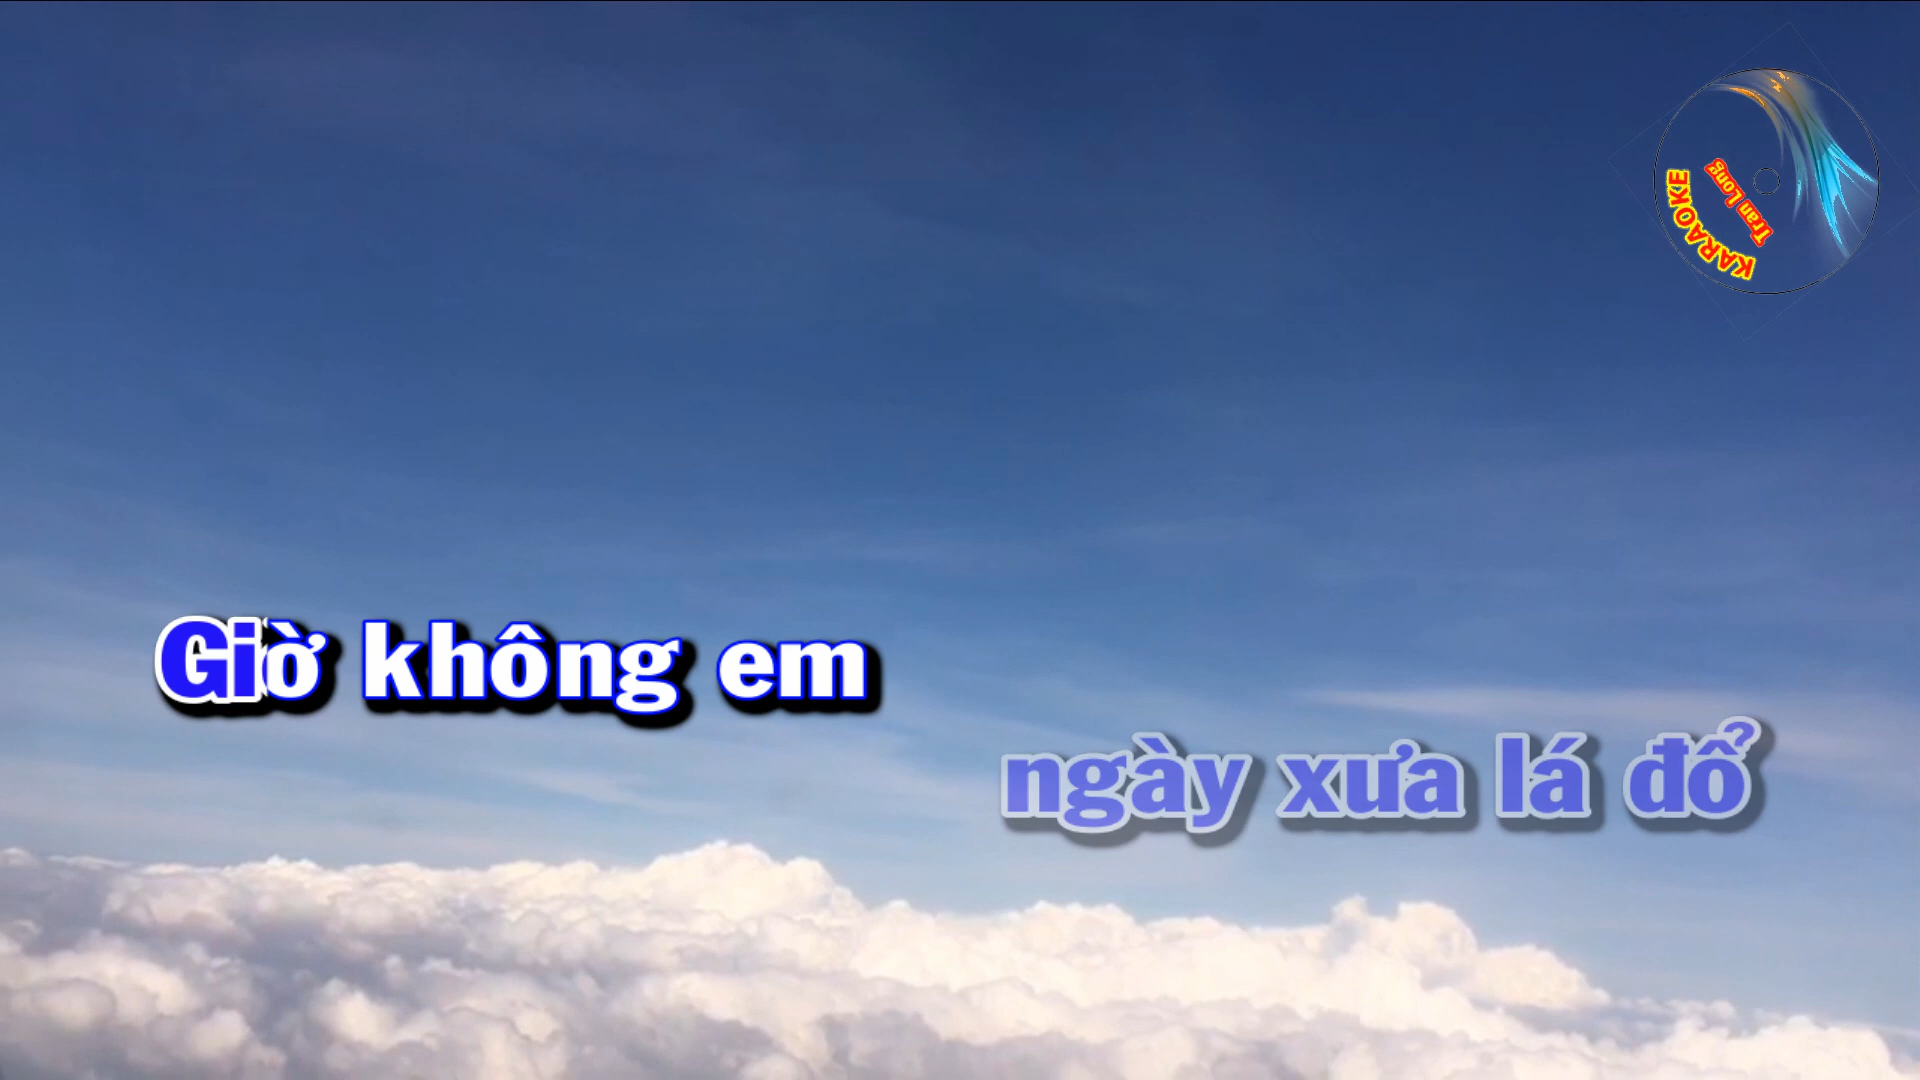 Tran Long
KARAOKE
Giờ không em
ngày xưa lá đổ